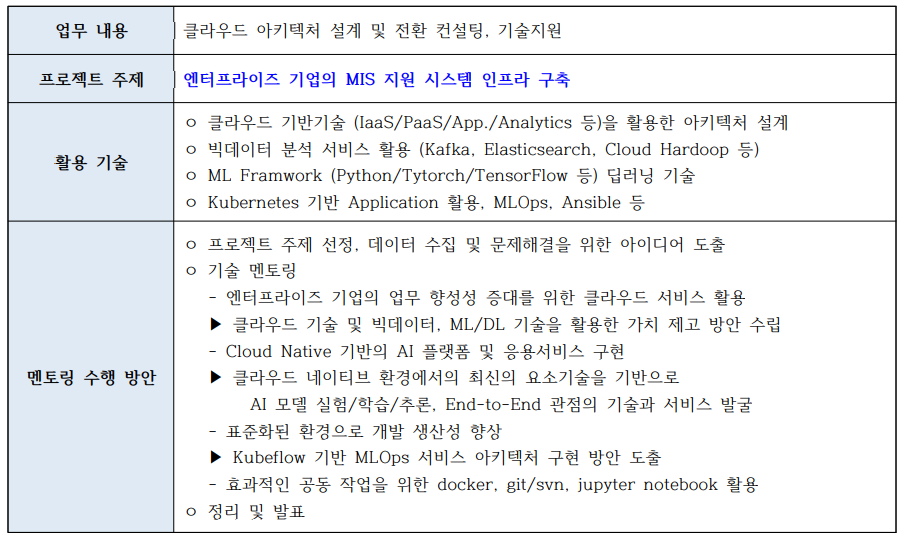 업무 내용
클라우드 아키텍처 설계 및 전환 컨설팅, 기술지원
프로젝트 주제
엔터프라이즈 기업의 MIS 지원 시스템 인프라 구축
활용 기술
ㅇ 클라우드 기반기술 (IaaS/PaaS/App./Analytics 등)을 활용한 아키텍처 설계
ㅇ 빅데이터 분석 서비스 활용 (Kafka, Elasticsearch, Cloud Hardoop 등)
ㅇ ML Framwork (Python/Tytorch/TensorFlow 등) 딥러닝 기술
ㅇ Kubernetes 기반 Application 활용, MLOps, Ansible 등
멘토링 수행 방안
ㅇ 프로젝트 주제 선정, 데이터 수집 및 문제해결을 위한 아이디어 도출
ㅇ 기술 멘토링
- 엔터프라이즈 기업의 업무 향성성 증대를 위한 클라우드 서비스 활용
▶ 클라우드 기술 및 빅데이터, ML/DL 기술을 활용한 가치 제고 방안 수립
- Cloud Native 기반의 AI 플랫폼 및 응용서비스 구현
▶ 클라우드 네이티브 환경에서의 최신의 요소기술을 기반으로
AI 모델 실험/학습/추론, End-to-End 관점의 기술과 서비스 발굴
- 표준화된 환경으로 개발 생산성 향상
▶ Kubeflow 기반 MLOps 서비스 아키텍처 구현 방안 도출
- 효과적인 공동 작업을 위한 docker, git/svn, jupyter notebook 활용
ㅇ 정리 및 발표